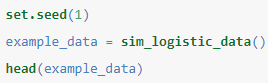 set.seed(1)
example_data = sim_logistic_data()
head(example_data)